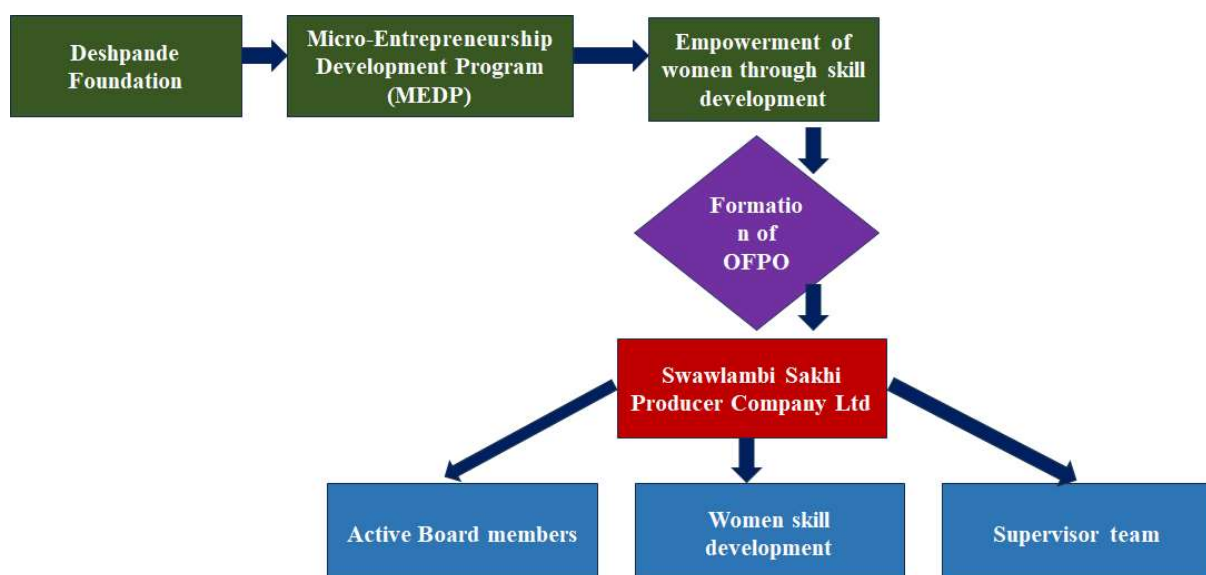 Deshpande
Foundation
Micro-Entrepreneurship
Development Program
(MEDP)
Empowerment of
women through skill
development
Formatio
n of
OFPO
Swawlambi Sakhi
Producer Company Ltd
Active Board members
Women skill
development
Supervisor team